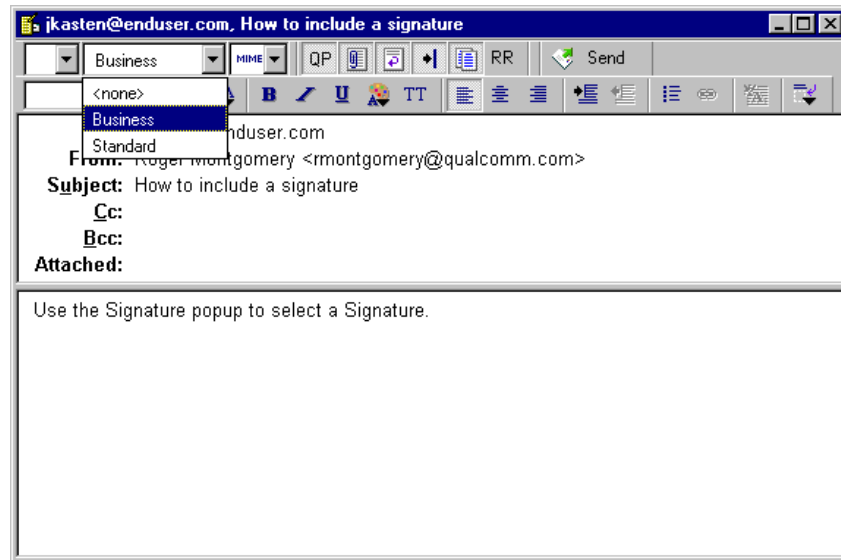 jkasten@enduser.com, How to include a signature
Business MIME QP RR Send
B I U TT
<none>
Business
Standard
nduser.com
From: Roger Montgomery <rmontgomery@qualcomm.com>
Subject: How to include a signature
Cc:
Bcc:
Attached:
Use the Signature popup to select a Signature.